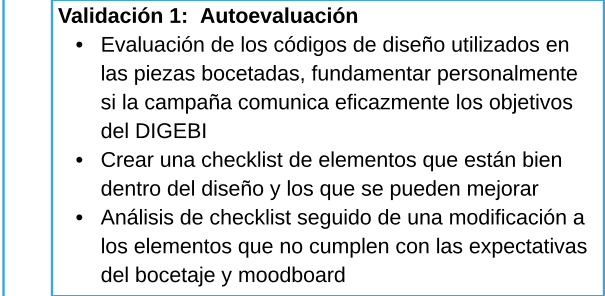 Validación 1:  Autoevaluación
• Evaluación de los códigos de diseño utilizados en
las piezas bocetadas, fundamentar personalmente
si la campaña comunica eficazmente los objetivos
del DIGEBI
• Crear una checklist de elementos que están bien
dentro del diseño y los que se pueden mejorar
• Análisis de checklist seguido de una modificación a
los elementos que no cumplen con las expectativas
del bocetaje y moodboard